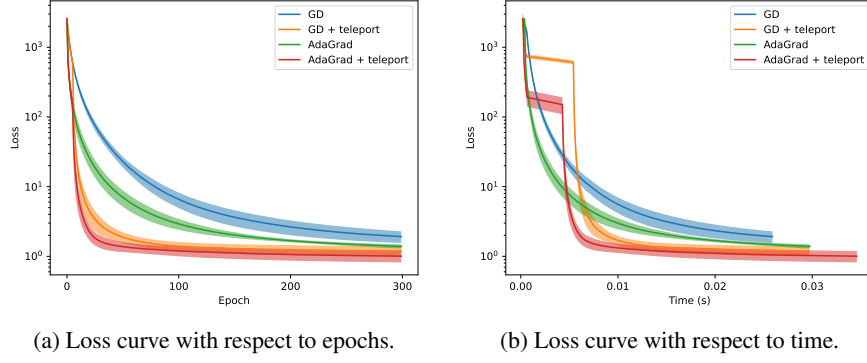 GD
GD + teleport
AdaGrad
AdaGrad + teleport
10³
10²
10¹
10⁰
Loss
0
100
200
300
Epoch
(a) Loss curve with respect to epochs.
GD
GD + teleport
AdaGrad
AdaGrad + teleport
10³
10²
10¹
10⁰
Loss
0.00
0.01
0.02
0.03
Time (s)
(b) Loss curve with respect to time.